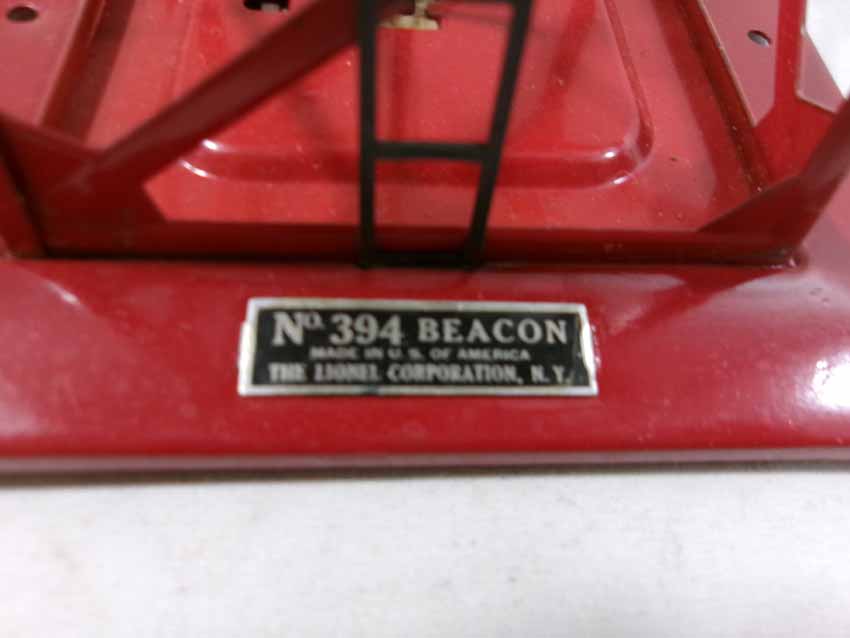 No. 394 BEACON
MADE IN U. S. OF AMERICA
THE LIONEL CORPORATION, N. Y.